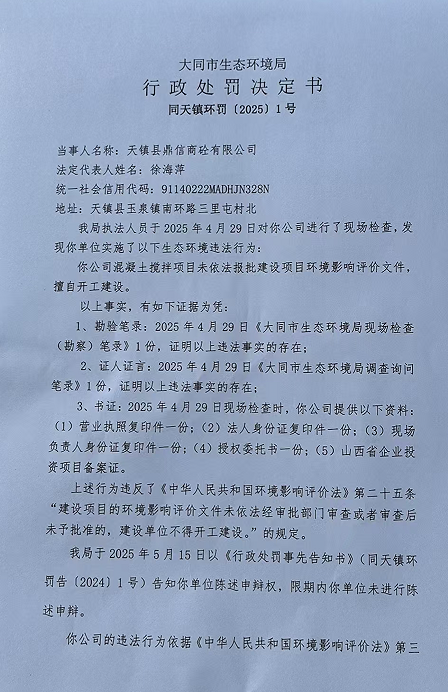 大同市生态环境局
行政处罚决定书
同天镇环罚〔2025〕1号
当事人名称：天镇县鼎信商砼有限公司
法定代表人姓名：徐海萍
统一社会信用代码：91140222MADHJN328N
地址：天镇县玉泉镇南环路三里屯村北
我局执法人员于2025年4月29日对你公司进行了现场检查，发
现你单位实施了以下生态环境违法行为：
你公司混凝土搅拌项目未依法报批建设项目环境影响评价文件，
擅自开工建设。
以上事实，有如下证据为凭：
1、勘验笔录：2025年4月29日《大同市生态环境局现场检查
（勘察）笔录》1份，证明以上违法事实的存在；
2、证人证言：2025年4月29日《大同市生态环境局调查询问
笔录》1份，证明以上违法事实的存在；
3、书证：2025年4月29日现场检查时，你公司提供以下资料：
（1）营业执照复印件一份；（2）法人身份证复印件一份；（3）现场
负责人身份证复印件一份；（4）授权委托书一份；（5）山西省企业投
资项目备案证。
上述行为违反了《中华人民共和国环境影响评价法》第二十五条
“建设项目的环境影响评价文件未依法经审批部门审查或者审查后
未予批准的，建设单位不得开工建设。”的规定。
我局于2025年5月15日以《行政处罚事先告知书》（同天镇环
罚告〔2024〕1号）告知你单位陈述申辩权，限期内你单位未进行陈
述申辩。
你公司的违法行为依据《中华人民共和国环境影响评价法》第三